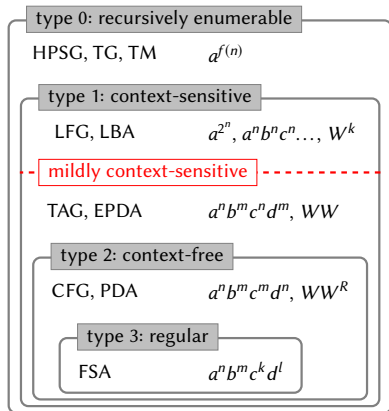 type 0: recursively enumerable
HPSG, TG, TM a^{f(n)}
type 1: context-sensitive
LFG, LBA a^{2^n}, a^n b^n c^n …, W^k
mildly context-sensitive
TAG, EPDA a^n b^m c^n d^m, WW
type 2: context-free
CFG, PDA a^n b^m c^m d^n, WW^R
type 3: regular
FSA a^n b^m c^k d^l